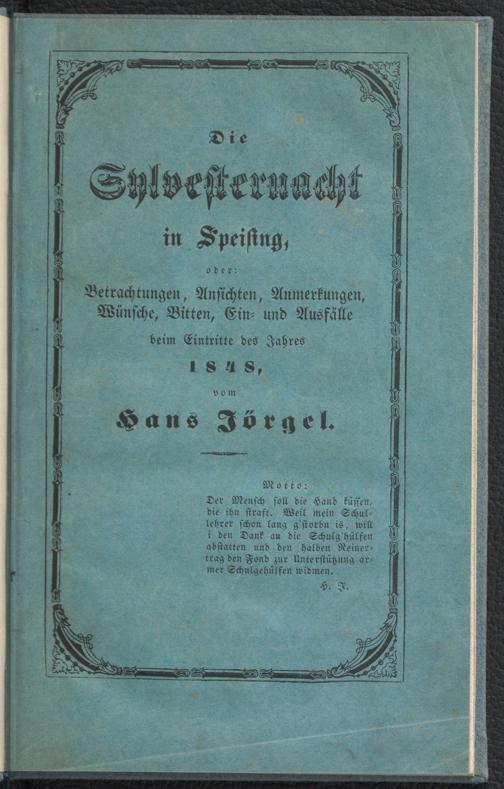 Die
Sylvesternacht
in Speising,
oder:
Betrachtungen, Ansichten, Anmerkungen,
Wünsche, Bitten, Ein- und Ausfälle
beim Eintritte des Jahres
1848,
vom
Hans Jörgel.
Motto:
Der Mensch soll die Hand küssen,
die ihn straft. Weil mein Schul-
lehrer schon lang g'storbn is, will
i den Dank an die Schulg'hülfen
abstatten und den halben Reiner-
trag den Fond zur Unterstützung ar-
mer Schulgehülfen widmen.
H. J.